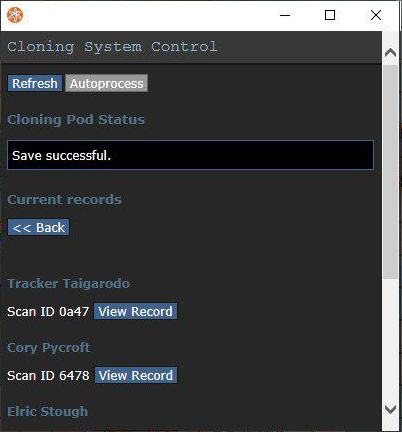 Cloning System Control
Refresh Autoprocess
Cloning Pod Status
Save successful.
Current records
<< Back
Tracker Taigarodo
Scan ID 0a47 View Record
Cory Pycroft
Scan ID 6478 View Record
Elric Stough